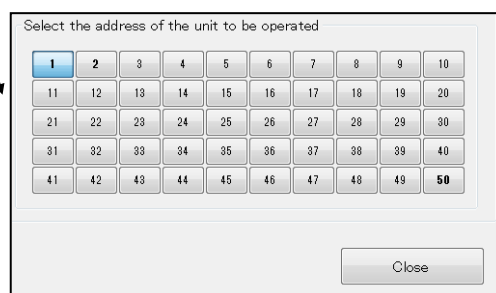 Select the address of the unit to be operated
1 2 3 4 5 6 7 8 9 10
11 12 13 14 15 16 17 18 19 20
21 22 23 24 25 26 27 28 29 30
31 32 33 34 35 36 37 38 39 40
41 42 43 44 45 46 47 48 49 50
Close